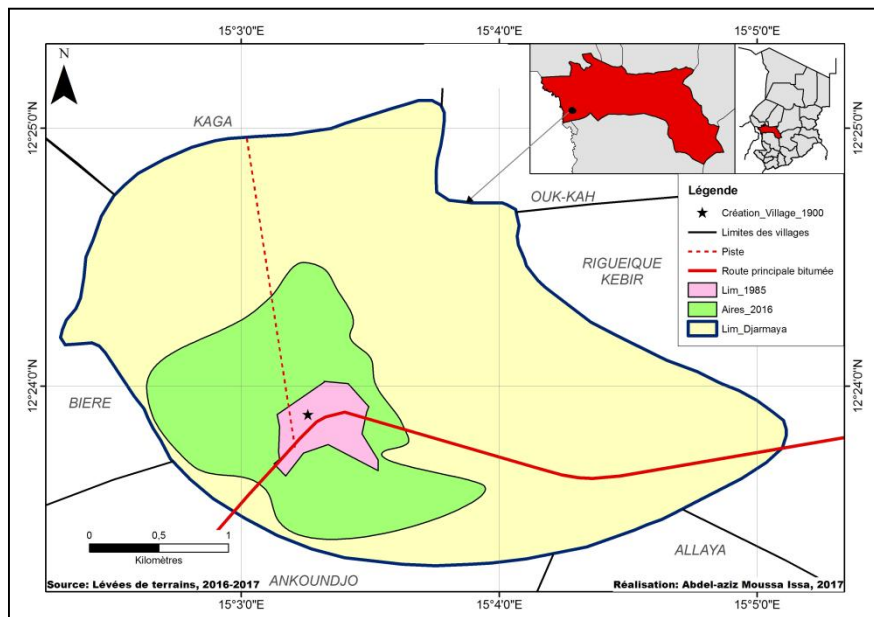 15°3'0"E
15°4'0"E
N
KAGA
12°25'0"N
12°25'0"N
OUK-KAH
RIGUEIQUE
KEBIR
Légende
Création_Village_1900
Limites des villages
Piste
Route principale bitumée
Lim_1985
Aires_2016
Lim_Djarmaya
12°24'0"N
12°24'0"N
BIERE
0 0,5 1
Kilomètres
ALLAYA
ANKOUNDJO
Source: Lévées de terrains, 2016-2017
Réalisation: Abdel-aziz Moussa Issa, 2017
15°3'0"E
15°4'0"E
15°5'0"E